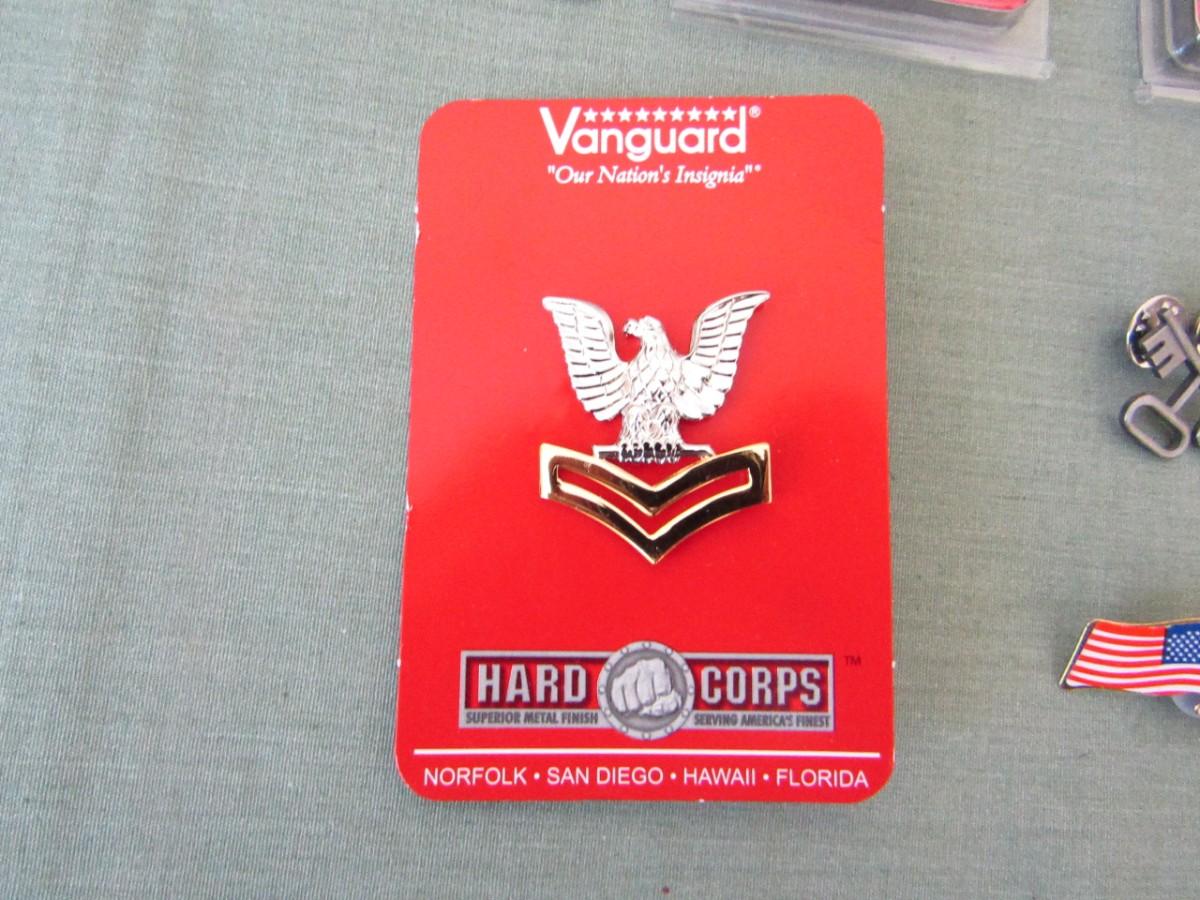 Vanguard®
"Our Nation's Insignia"®
HARD CORPS™
SUPERIOR METAL FINISH SERVING AMERICA'S FINEST
NORFOLK • SAN DIEGO • HAWAII • FLORIDA